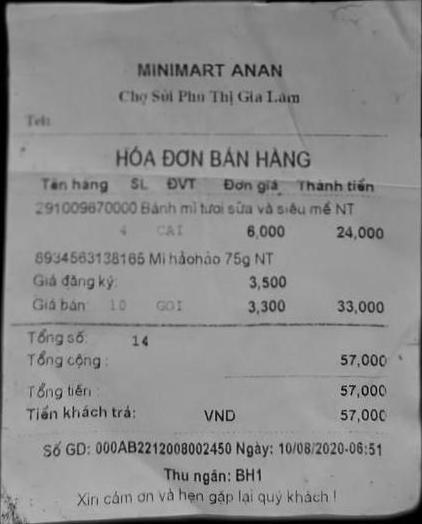 MINIMART ANAN
Chợ Sủi Phú Thị Gia Lâm
Tel:
HÓA ĐƠN BÁN HÀNG
Tên hàng SL ĐVT Đơn giá Thành tiền
291009670000 Bánh mì tươi sữa và siêu mế NT
4 CAI 6,000 24,000
8934563138165 Mì hảohảo 75g NT
Giá đăng ký: 3,500
Giá bán: 10 GOI 3,300 33,000
Tổng số: 14
Tổng cộng : 57,000
Tổng tiền : 57,000
Tiền khách trả: VND 57,000
Số GD: 000AB2212008002450 Ngày: 10/08/2020-06:51
Thu ngân: BH1
Xin cảm ơn và hẹn gặp lại quý khách !